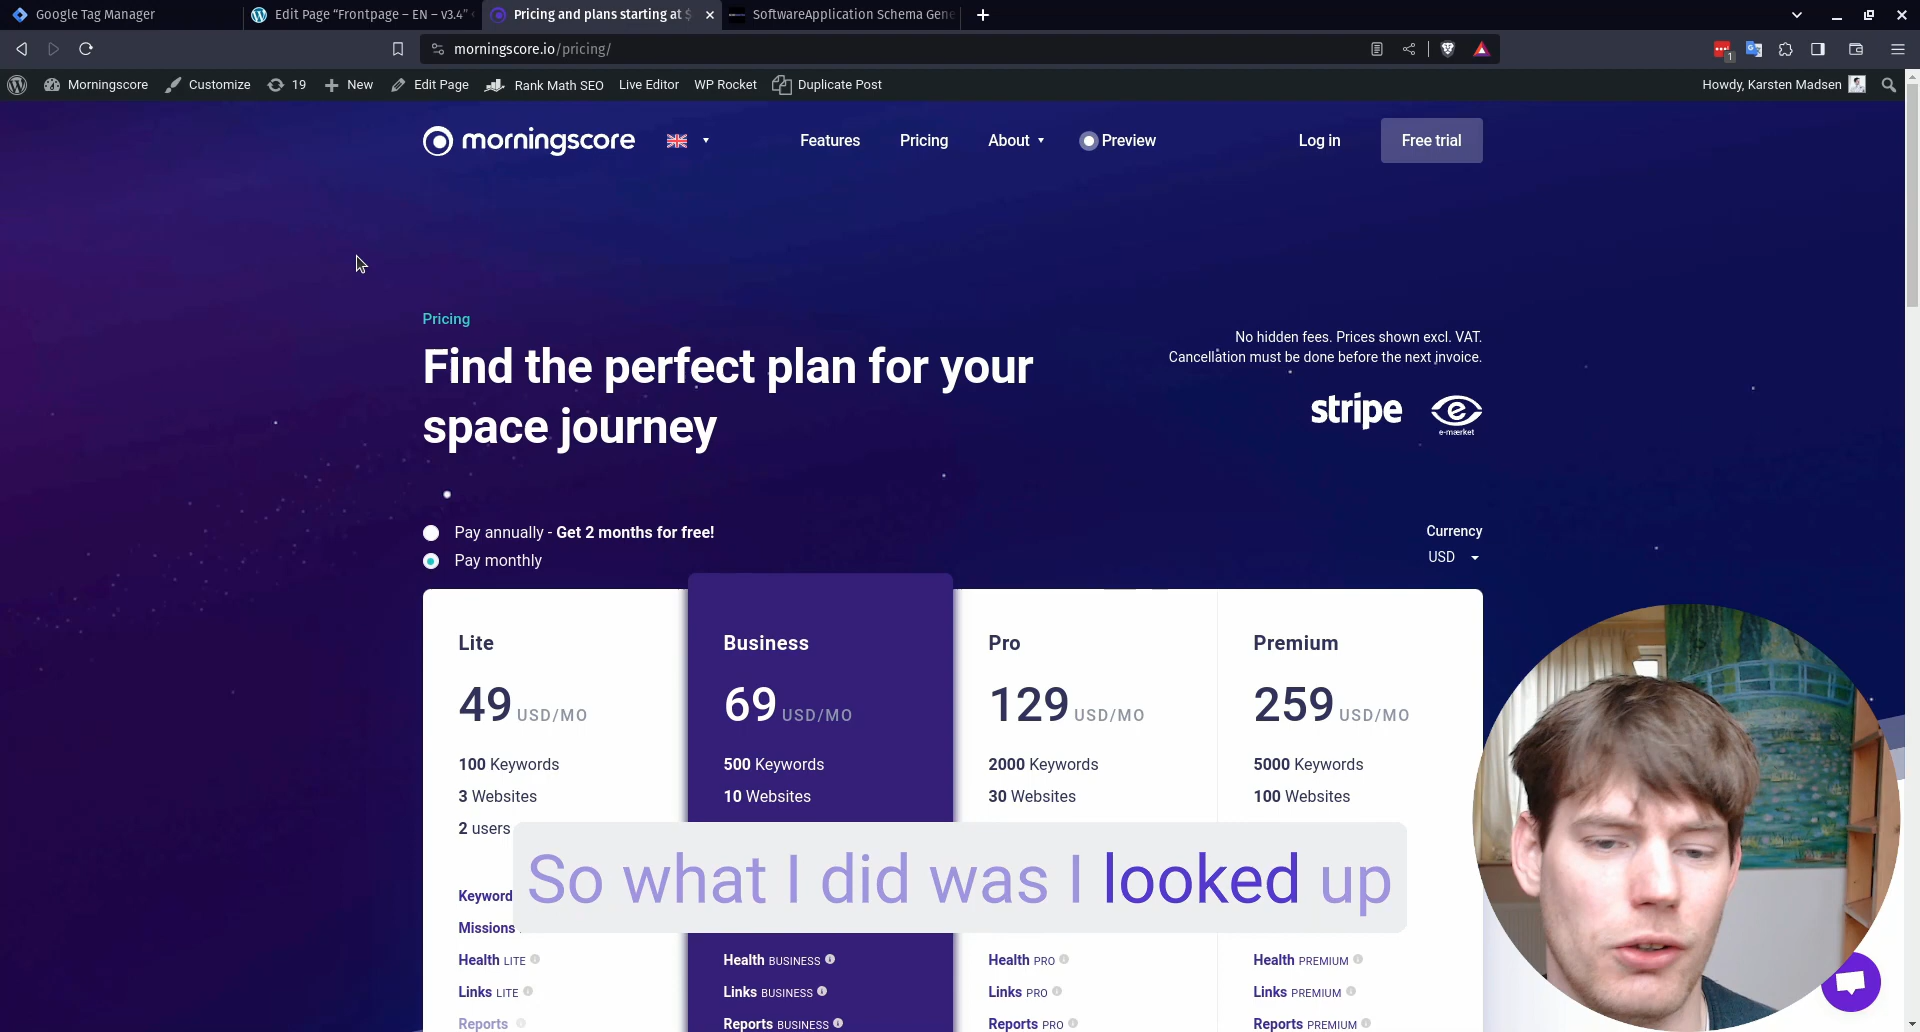 Google Tag Manager
Edit Page “Frontpage – EN – v3.4”
Pricing and plans starting at $
SoftwareApplication Schema Gene
morningscore.io/pricing/
1
Morningscore
Customize
19
New
Edit Page
Rank Math SEO
Live Editor
WP Rocket
Duplicate Post
Howdy, Karsten Madsen
morningscore
Features
Pricing
About
Preview
Log in
Free trial
Pricing
Find the perfect plan for your
space journey
No hidden fees. Prices shown excl. VAT.
Cancellation must be done before the next invoice.
stripe
e
e-mærket
Pay annually - Get 2 months for free!
Pay monthly
Currency
USD
Lite
49 USD/MO
100 Keywords
3 Websites
2 users
Keyword
Missions
Health LITE
Links LITE
Reports
Business
69 USD/MO
500 Keywords
10 Websites
Health BUSINESS
Links BUSINESS
Reports BUSINESS
Pro
129 USD/MO
2000 Keywords
30 Websites
Health PRO
Links PRO
Reports PRO
Premium
259 USD/MO
5000 Keywords
100 Websites
Health PREMIUM
Links PREMIUM
Reports PREMIUM
So what I did was I looked up